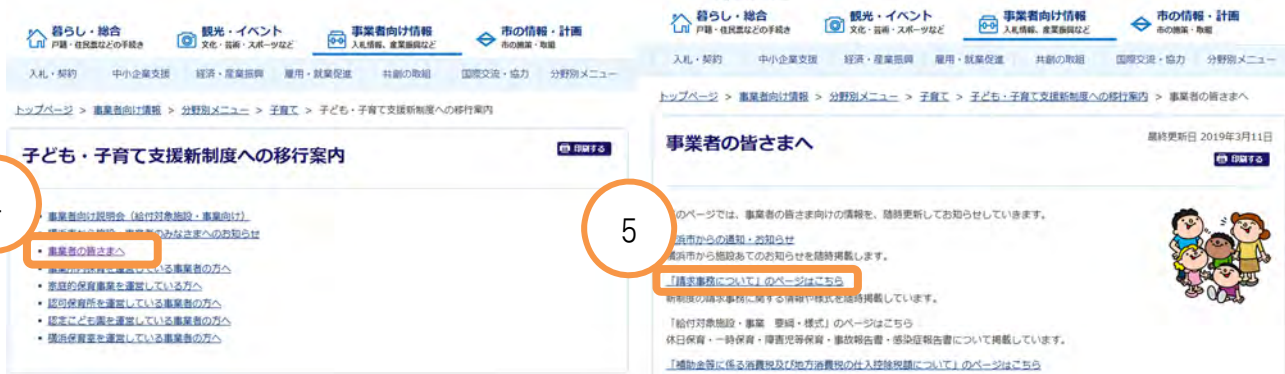 暮らし・総合
戸籍・住民票などの手続き
観光・イベント
文化・芸術・スポーツなど
事業者向け情報
入札情報、産業振興など
市の情報・計画
市の施策・取組
入札・契約 中小企業支援 経済・産業振興 雇用・就業促進 共創の取組 国際交流・協力 分野別メニュー
トップページ > 事業者向け情報 > 分野別メニュー > 子育て > 子ども・子育て支援新制度への移行案内
子ども・子育て支援新制度への移行案内
印刷する
・事業者向け説明会（給付対象施設・事業向け）
・事業者の皆さまへ
・家庭的保育事業を運営している方へ
・認可保育所を運営している事業者の方へ
・認定こども園を運営している事業者の方へ
・横浜保育室を運営している事業者の方へ
暮らし・総合
戸籍・住民票などの手続き
観光・イベント
文化・芸術・スポーツなど
事業者向け情報
入札情報、産業振興など
市の情報・計画
市の施策・取組
入札・契約 中小企業支援 経済・産業振興 雇用・就業促進 共創の取組 国際交流・協力 分野別メニュー
トップページ > 事業者向け情報 > 分野別メニュー > 子育て > 子ども・子育て支援新制度への移行案内 > 事業者の皆さまへ
事業者の皆さまへ
最終更新日 2019年3月11日
印刷する
5
のページでは、事業者の皆さま向けの情報を、随時更新してお知らせしていきます。
浜市からの通知・お知らせ
横浜市から施設あてのお知らせを随時掲載します。
「請求事務について」のページはこちら
新制度の請求事務に関する情報や様式を随時掲載しています。
「給付対象施設・事業 要綱・様式」のページはこちら
休日保育・一時保育・障害児等保育・事故報告書・感染症報告書について掲載しています。
「補助金等に係る消費税及び地方消費税の仕入控除税額について」のページはこちら